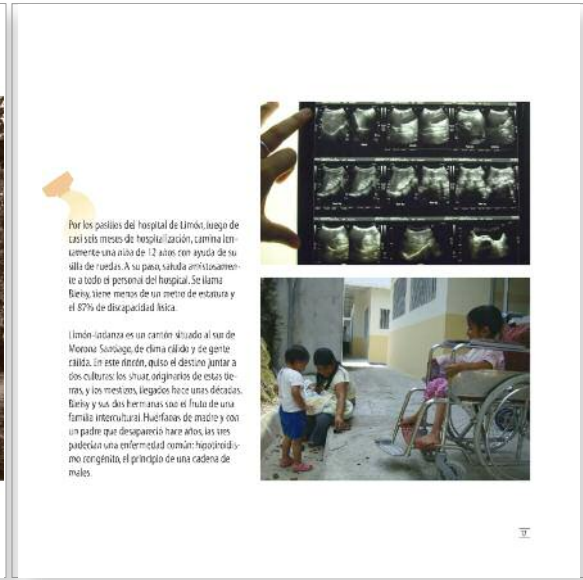 Por los pasillos del hospital de Limón, luego de
casi seis meses de hospitalización, camina len-
tamente una niña de 12 años con ayuda de su
silla de ruedas. A su paso, saluda amistosamen-
te a todo el personal del hospital. Se llama
Bleisy, tiene menos de un metro de estatura y
el 87% de discapacidad física.
Limón-Indanza es un cantón situado al sur de
Morona Santiago, de clima cálido y de gente
cálida. En este rincón, quiso el destino juntar a
dos culturas: los shuar, originarios de estas tie-
rras, y los mestizos, llegados hace unas décadas.
Bleisy y sus dos hermanas son el fruto de una
familia intercultural. Huérfanas de madre y con
un padre que desapareció hace años, las tres
padecían una enfermedad común: hipotiroidis-
mo congénito, el principio de una cadena de
males.